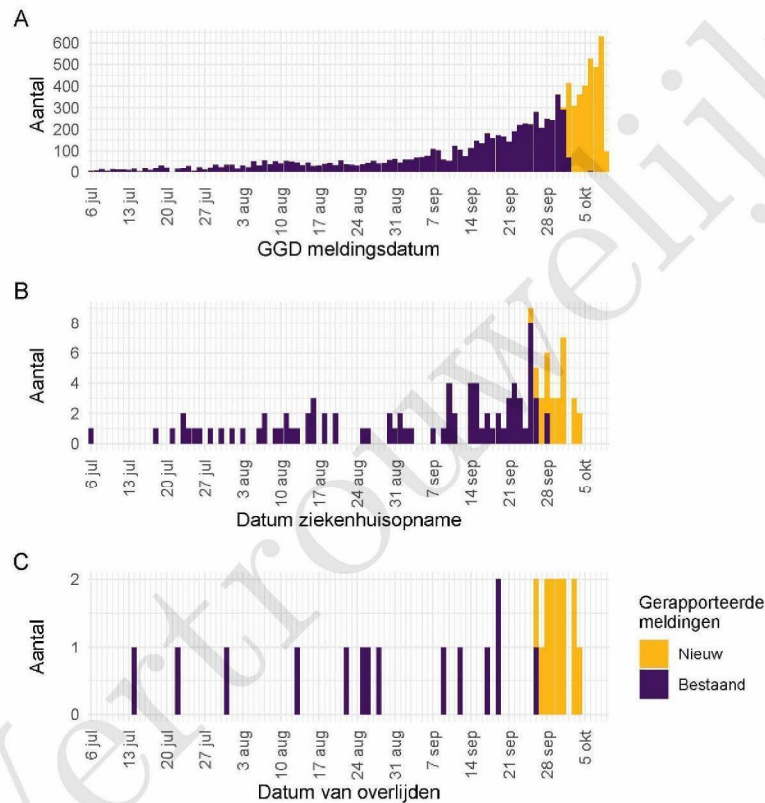 A
Aantal
600
500
400
300
200
100
0
6 jul
13 jul
20 jul
27 jul
3 aug
10 aug
17 aug
24 aug
31 aug
7 sep
14 sep
21 sep
28 sep
5 okt
GGD meldingsdatum
B
Aantal
8
6
4
2
0
6 jul
13 jul
20 jul
27 jul
3 aug
10 aug
17 aug
24 aug
31 aug
7 sep
14 sep
21 sep
28 sep
5 okt
Datum ziekenhuisopname
C
Aantal
2
1
0
6 jul
13 jul
20 jul
27 jul
3 aug
10 aug
17 aug
24 aug
31 aug
7 sep
14 sep
21 sep
28 sep
5 okt
Datum van overlijden
Gerapporteerde
meldingen
Nieuw
Bestaand
Vertrouwelijk